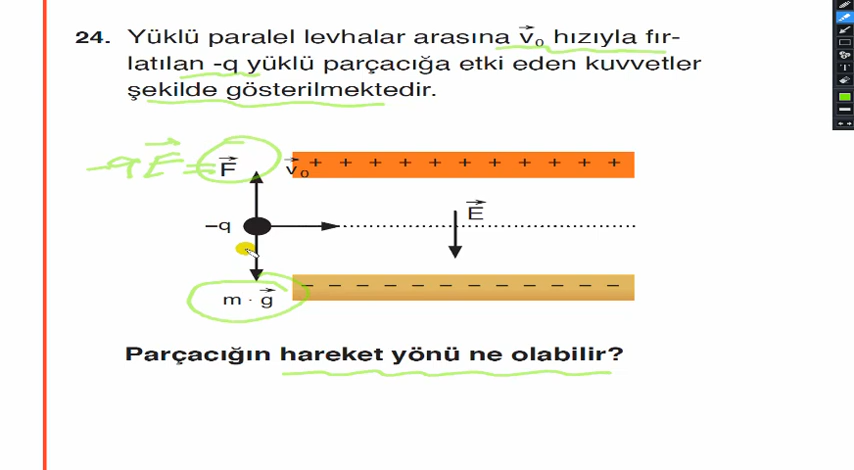 24. Yüklü paralel levhalar arasına v⃗₀ hızıyla fır-
latılan -q yüklü parçacığa etki eden kuvvetler
şekilde gösterilmektedir.
-qE⃗ = F⃗
v⃗₀ + + + + + + + + + + +
E⃗
–q
– – – – – – – – – – – –
m · g⃗
Parçacığın hareket yönü ne olabilir?